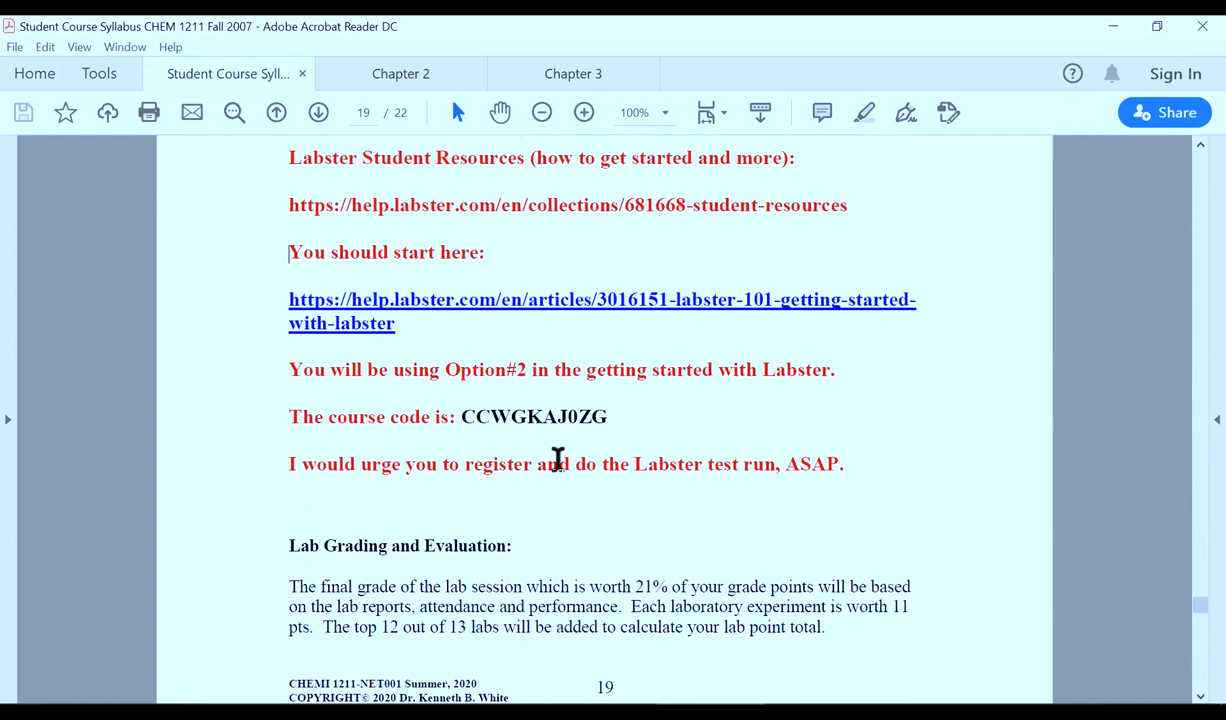 Student Course Syllabus CHEM 1211 Fall 2007 - Adobe Acrobat Reader DC
File Edit View Window Help
Home Tools Student Course Syll... × Chapter 2 Chapter 3 Sign In
19 / 22 100% Share
Labster Student Resources (how to get started and more):
https://help.labster.com/en/collections/681668-student-resources
You should start here:
https://help.labster.com/en/articles/3016151-labster-101-getting-started-
with-labster
You will be using Option#2 in the getting started with Labster.
The course code is: CCWGKAJ0ZG
I would urge you to register and do the Labster test run, ASAP.
Lab Grading and Evaluation:
The final grade of the lab session which is worth 21% of your grade points will be based
on the lab reports, attendance and performance. Each laboratory experiment is worth 11
pts. The top 12 out of 13 labs will be added to calculate your lab point total.
CHEMI 1211-NET001 Summer, 2020
19
COPYRIGHT© 2020 Dr. Kenneth B. White